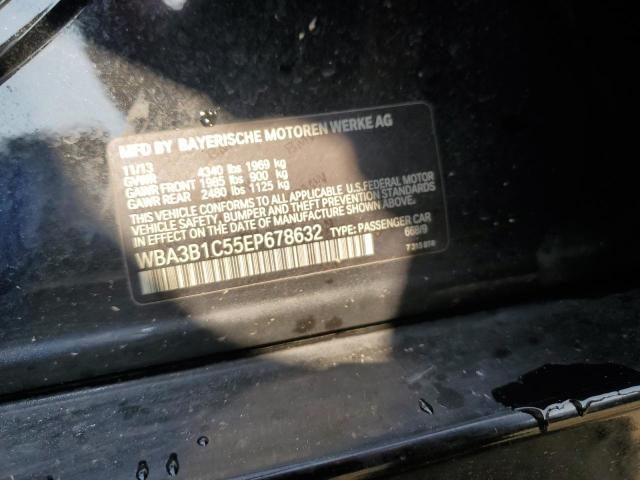 MFD BY BAYERISCHE MOTOREN WERKE AG
11/13
GVWR 4340 lbs 1969 kg
GAWR FRONT 1985 lbs 900 kg
GAWR REAR 2480 lbs 1125 kg
THIS VEHICLE CONFORMS TO ALL APPLICABLE U.S.FEDERAL MOTOR
VEHICLE SAFETY, BUMPER AND THEFT PREVENTION STANDARDS
IN EFFECT ON THE DATE OF MANUFACTURE SHOWN ABOVE.
WBA3B1C55EP678632 TYPE: PASSENGER CAR
668/9